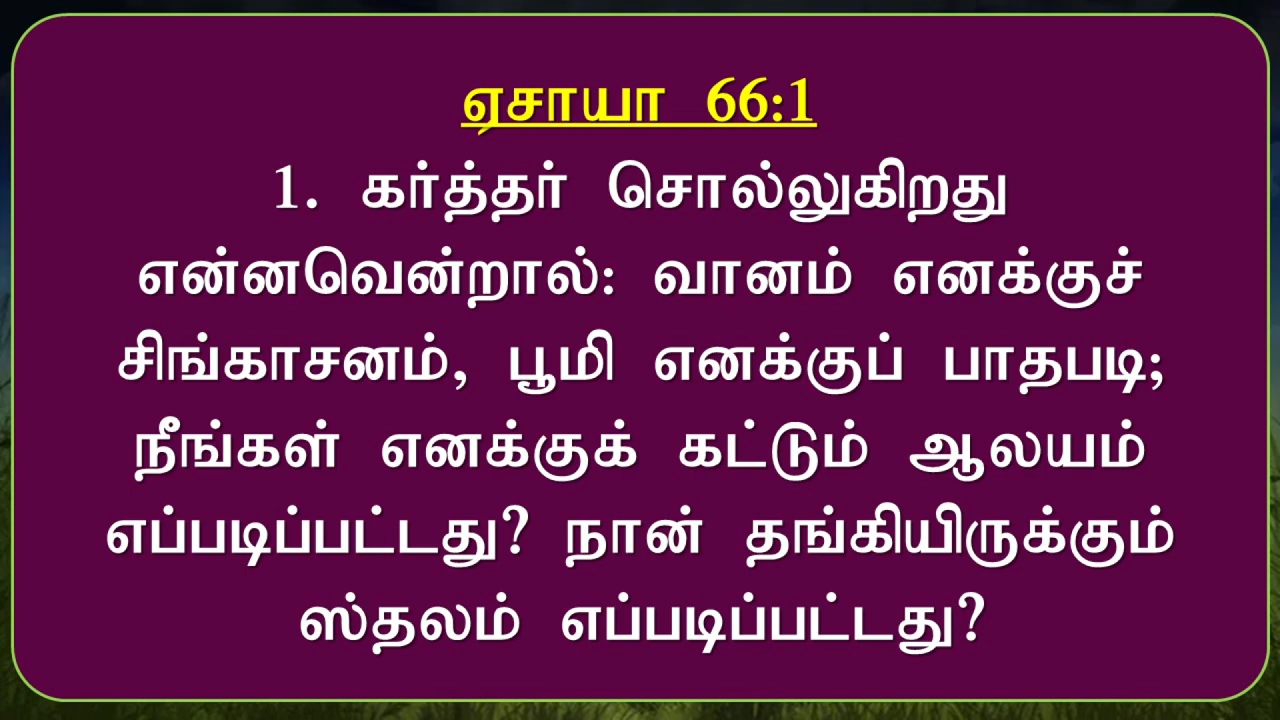 ஏசாயா 66:1
1. கர்த்தர் சொல்லுகிறது
என்னவென்றால்: வானம் எனக்குச்
சிங்காசனம், பூமி எனக்குப் பாதபடி;
நீங்கள் எனக்குக் கட்டும் ஆலயம்
எப்படிப்பட்டது? நான் தங்கியிருக்கும்
ஸ்தலம் எப்படிப்பட்டது?